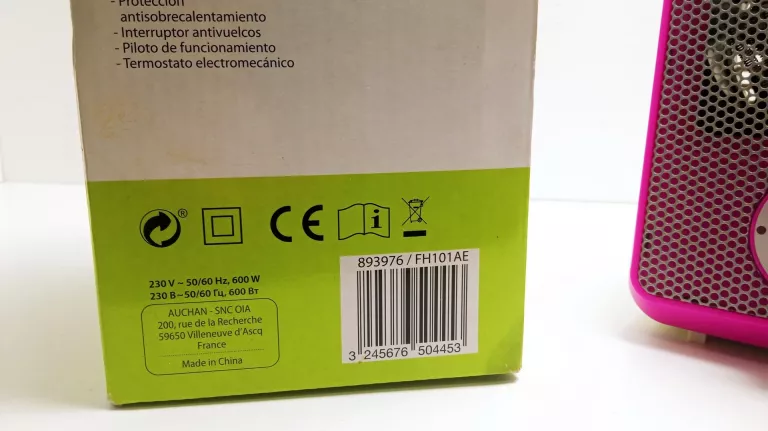 - Protección
antisobrecalentamiento
- Interruptor antivuelcos
- Piloto de funcionamiento
- Termostato electromecánico
®
CE
i
893976 / FH101AE
230 V ~ 50/60 Hz, 600 W
230 В ~ 50/60 Гц, 600 Вт
AUCHAN - SNC OIA
200, rue de la Recherche
59650 Villeneuve d'Ascq
France
Made in China
3 245676 504453